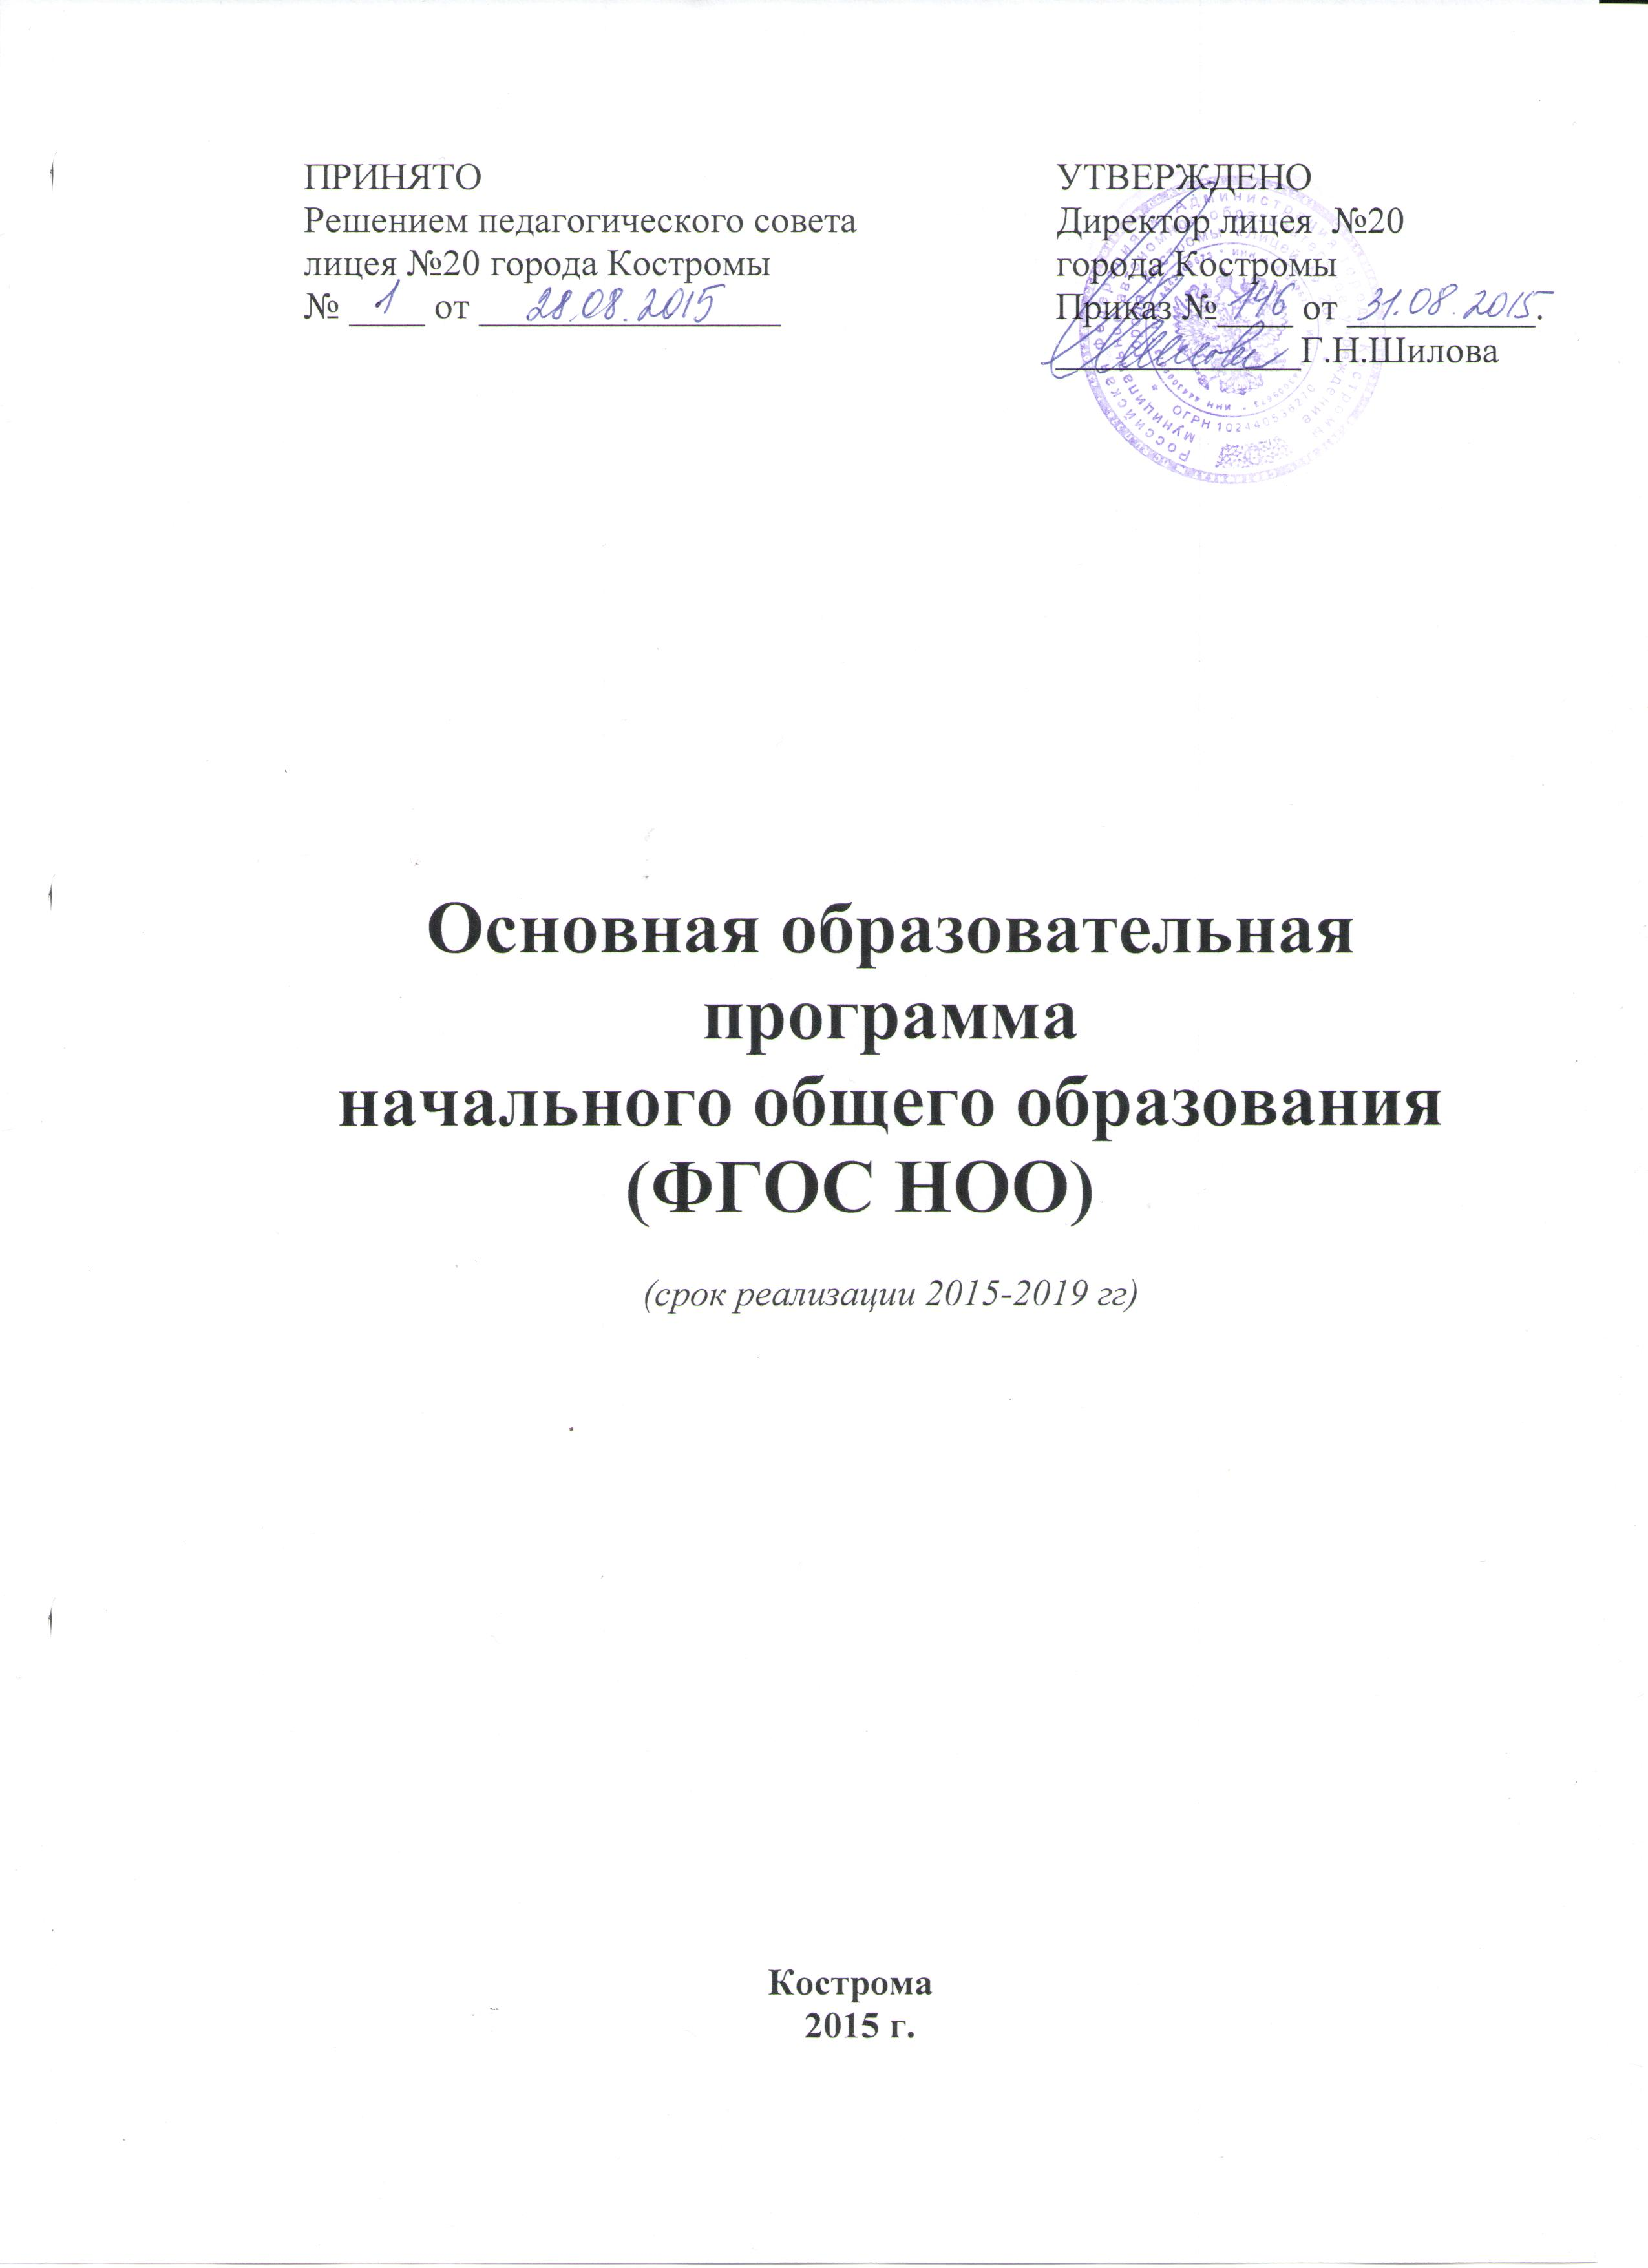 ПРИНЯТО
Решением педагогического совета
лицея №20 города Костромы
№ 1 от 28.08.2015
УТВЕРЖДЕНО
Директор лицея №20
города Костромы
Приказ № 146 от 31.08.2015.
Г.Н.Шилова
Основная образовательная
программа
начального общего образования
(ФГОС НОО)
(срок реализации 2015-2019 гг)
Кострома
2015 г.